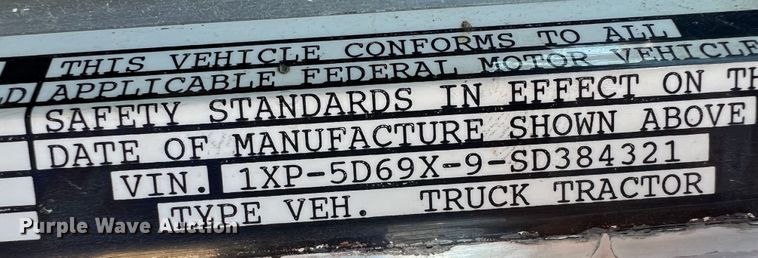 THIS VEHICLE CONFORMS TO ALL
D APPLICABLE FEDERAL MOTOR VEHICLE
SAFETY STANDARDS IN EFFECT ON TH
DATE OF MANUFACTURE SHOWN ABOVE
VIN. 1XP-5D69X-9-SD384321
TYPE VEH. TRUCK TRACTOR
Purple Wave Auction